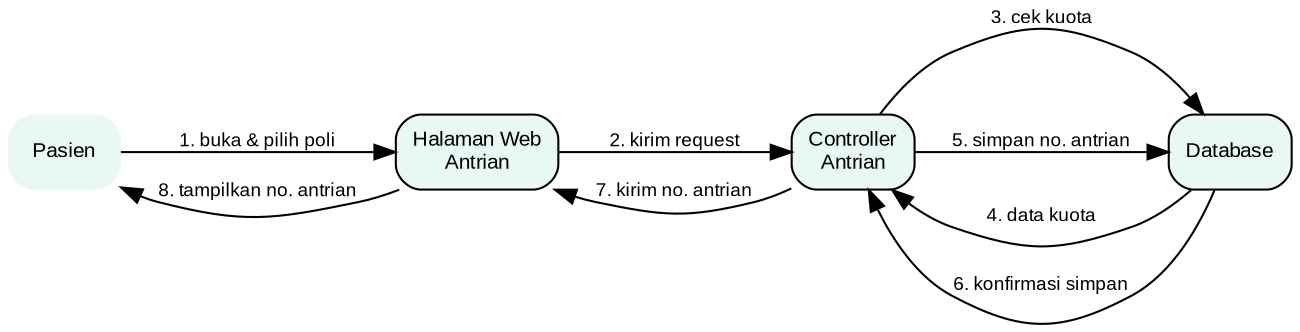 3. cek kuota
Pasien
1. buka & pilih poli
Halaman Web
Antrian
2. kirim request
Controller
Antrian
5. simpan no. antrian
Database
8. tampilkan no. antrian
7. kirim no. antrian
4. data kuota
6. konfirmasi simpan